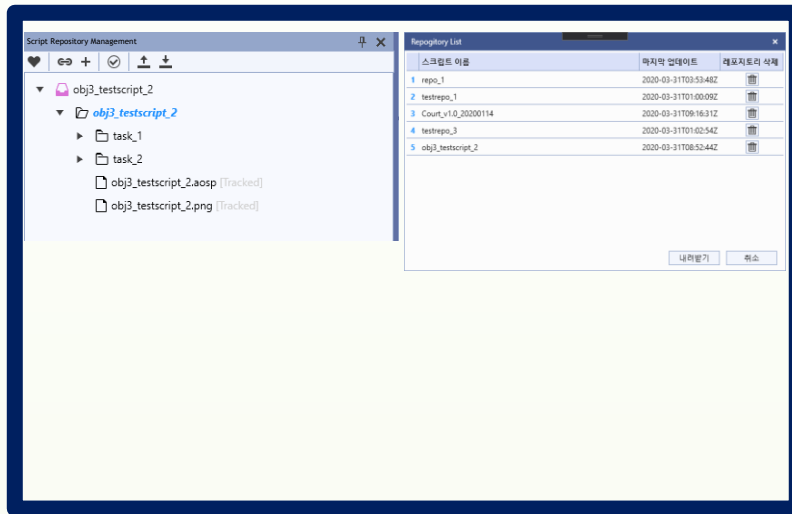 Script Repository Management
obj3_testscript_2
obj3_testscript_2
task_1
task_2
obj3_testscript_2.aosp [Tracked]
obj3_testscript_2.png [Tracked]
Repogitory List
스크립트 이름 마지막 업데이트 레포지토리 삭제
1 repo_1 2020-03-31T03:53:48Z
2 testrepo_1 2020-03-31T01:00:09Z
3 Court_v1.0_20200114 2020-03-31T09:16:31Z
4 testrepo_3 2020-03-31T01:02:54Z
5 obj3_testscript_2 2020-03-31T08:52:44Z
내려받기 취소